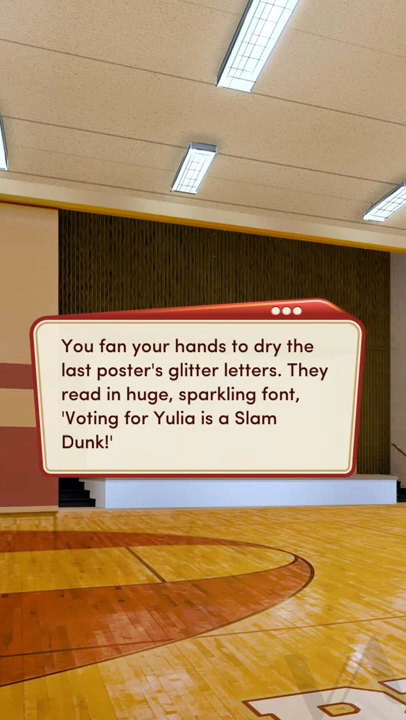 You fan your hands to dry the
last poster's glitter letters. They
read in huge, sparkling font,
'Voting for Yulia is a Slam
Dunk!'